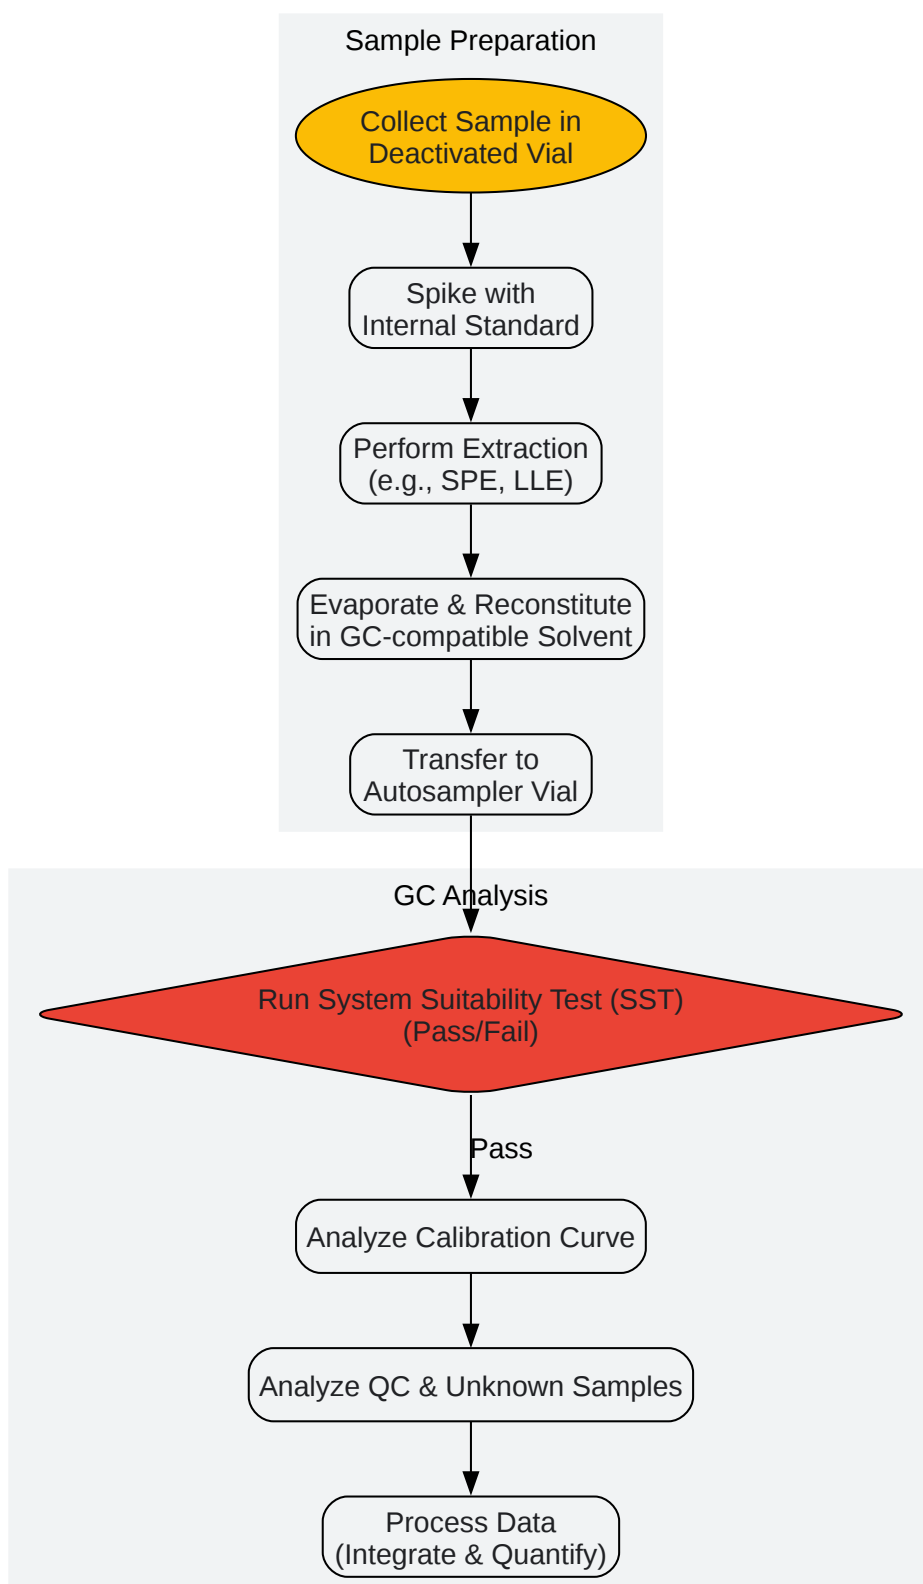 Sample Preparation
Collect Sample in
Deactivated Vial
Spike with
Internal Standard
Perform Extraction
(e.g., SPE, LLE)
Evaporate & Reconstitute
in GC-compatible Solvent
Transfer to
Autosampler Vial
GC Analysis
Run System Suitability Test (SST)
(Pass/Fail)
Pass
Analyze Calibration Curve
Analyze QC & Unknown Samples
Process Data
(Integrate & Quantify)